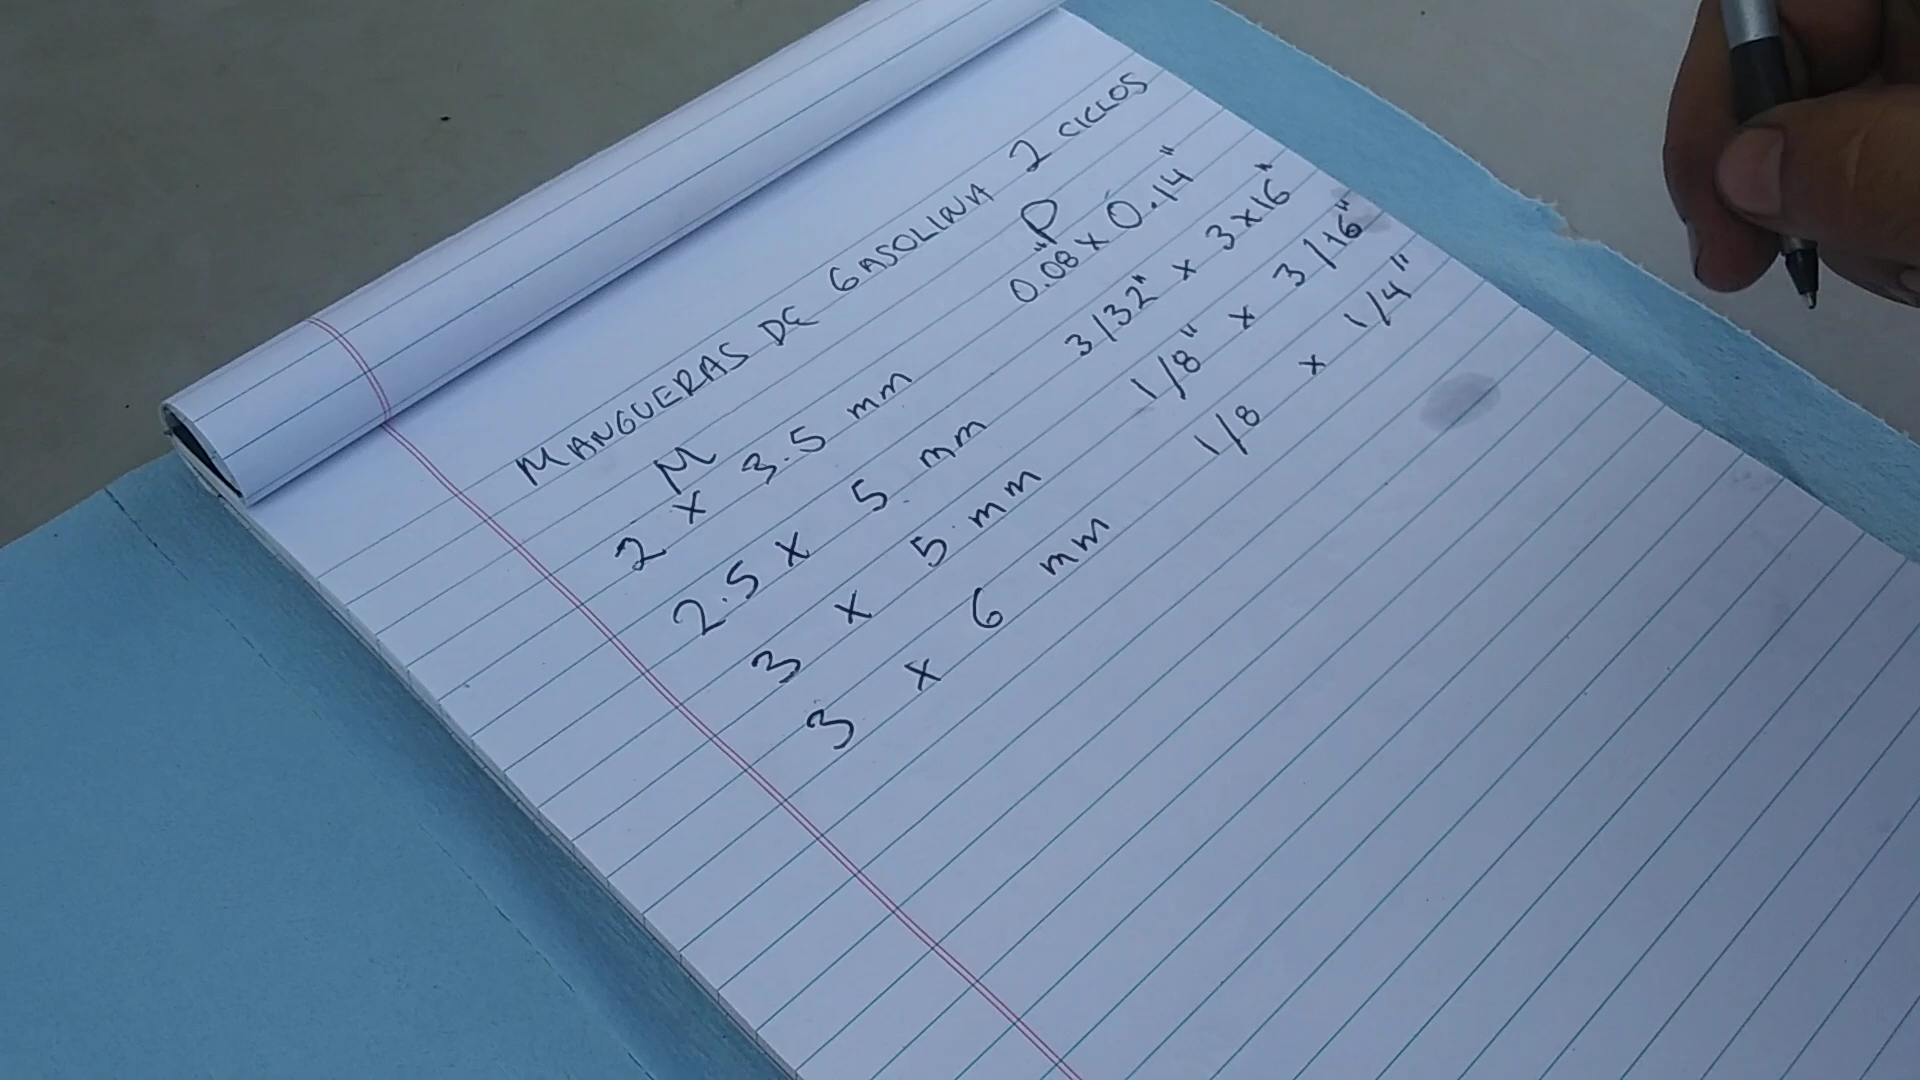 MANGUERAS DE GASOLINA 2 CICLOS
M P
2 x 3.5 mm 0.08" x 0.14"
2.5 x 5 mm 3/32" x 3x16"
3 x 5 mm 1/8" x 3/16"
3 x 6 mm 1/8 x 1/4"